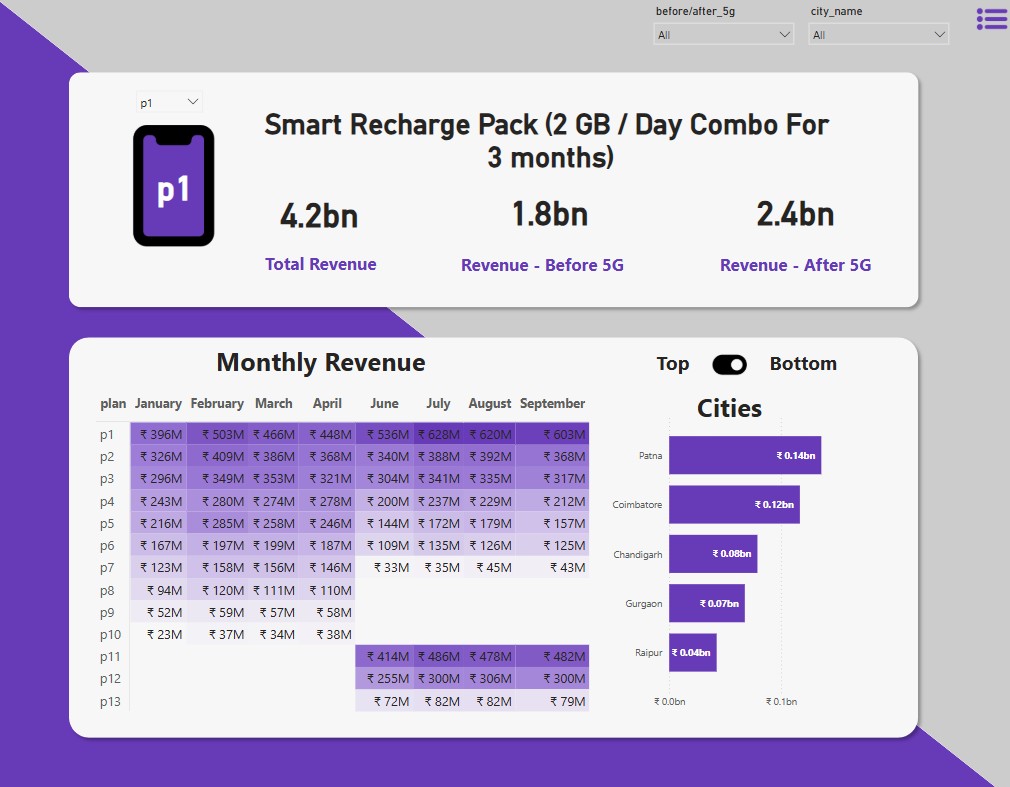 before/after_5g city_name
All All
p1
p1
Smart Recharge Pack (2 GB / Day Combo For
3 months)
4.2bn 1.8bn 2.4bn
Total Revenue Revenue - Before 5G Revenue - After 5G
Monthly Revenue
plan January February March April June July August September
p1 ₹ 396M ₹ 503M ₹ 466M ₹ 448M ₹ 536M ₹ 628M ₹ 620M ₹ 603M
p2 ₹ 326M ₹ 409M ₹ 386M ₹ 368M ₹ 340M ₹ 388M ₹ 392M ₹ 368M
p3 ₹ 296M ₹ 349M ₹ 353M ₹ 321M ₹ 304M ₹ 341M ₹ 335M ₹ 317M
p4 ₹ 243M ₹ 280M ₹ 274M ₹ 278M ₹ 200M ₹ 237M ₹ 229M ₹ 212M
p5 ₹ 216M ₹ 285M ₹ 258M ₹ 246M ₹ 144M ₹ 172M ₹ 179M ₹ 157M
p6 ₹ 167M ₹ 197M ₹ 199M ₹ 187M ₹ 109M ₹ 135M ₹ 126M ₹ 125M
p7 ₹ 123M ₹ 158M ₹ 156M ₹ 146M ₹ 33M ₹ 35M ₹ 45M ₹ 43M
p8 ₹ 94M ₹ 120M ₹ 111M ₹ 110M
p9 ₹ 52M ₹ 59M ₹ 57M ₹ 58M
p10 ₹ 23M ₹ 37M ₹ 34M ₹ 38M
p11 ₹ 414M ₹ 486M ₹ 478M ₹ 482M
p12 ₹ 255M ₹ 300M ₹ 306M ₹ 300M
p13 ₹ 72M ₹ 82M ₹ 82M ₹ 79M
Top Bottom
Cities
Patna ₹ 0.14bn
Coimbatore ₹ 0.12bn
Chandigarh ₹ 0.08bn
Gurgaon ₹ 0.07bn
Raipur ₹ 0.04bn
₹ 0.0bn ₹ 0.1bn